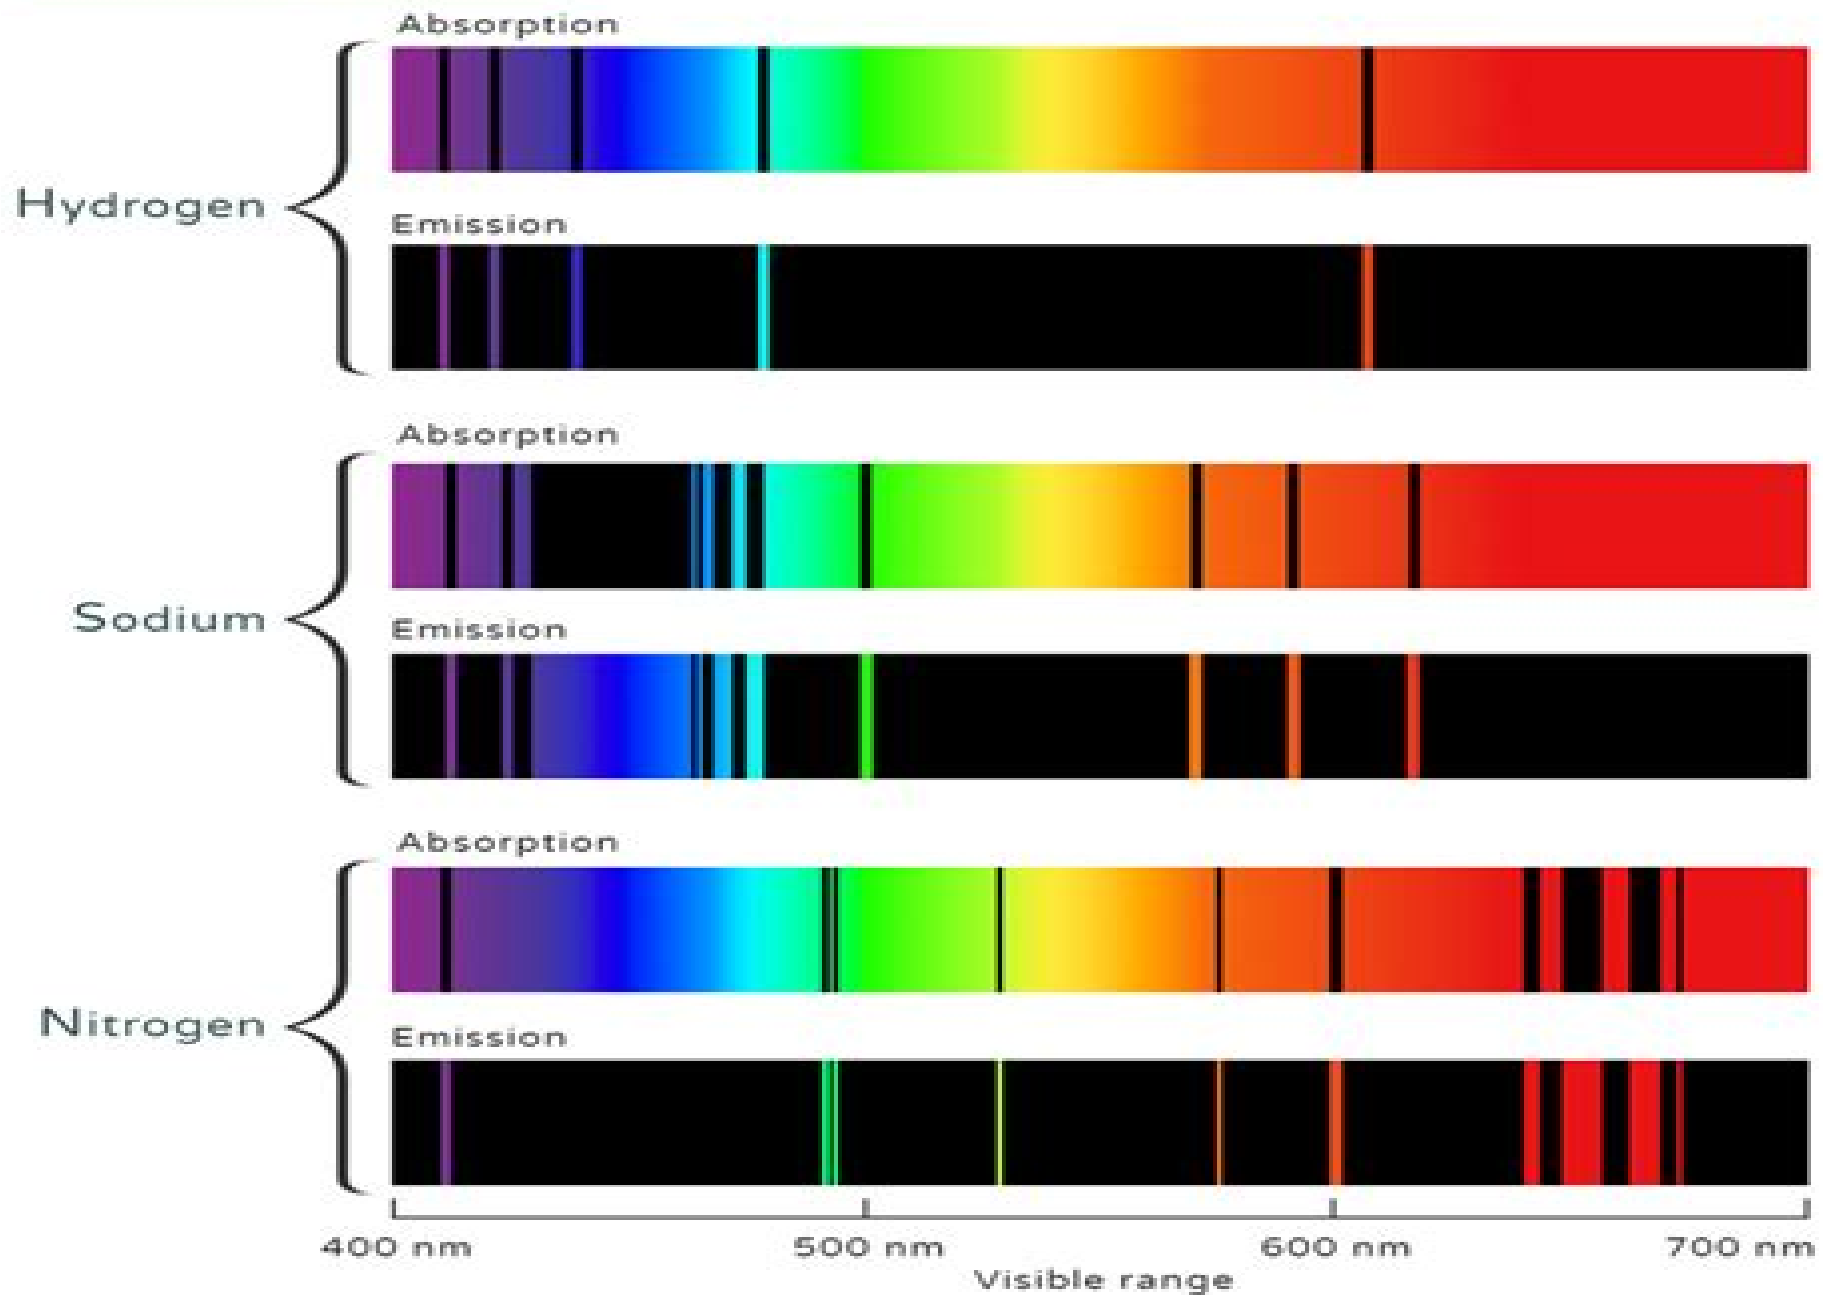 Absorption
Hydrogen
Emission
Absorption
Sodium
Emission
Absorption
Nitrogen
Emission
400 nm 500 nm 600 nm 700 nm
Visible range